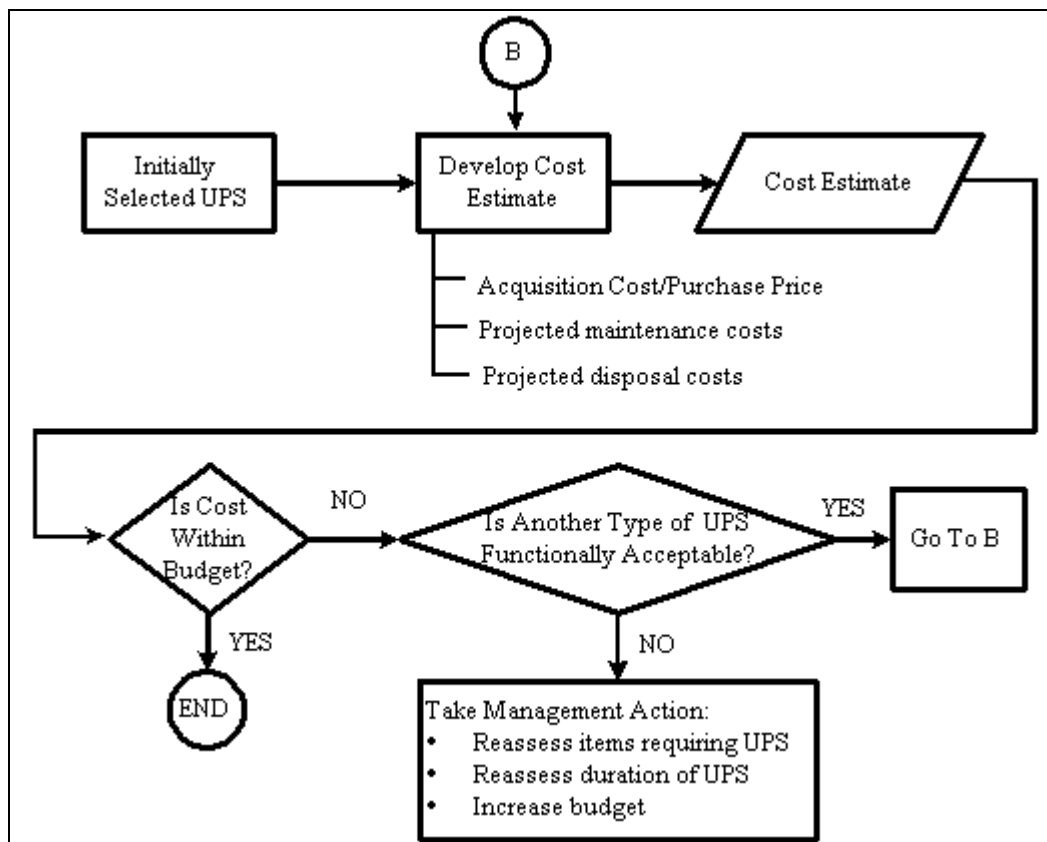 B
Initially
Selected UPS
Develop Cost
Estimate
Cost Estimate
Acquisition Cost/Purchase Price
Projected maintenance costs
Projected disposal costs
Is Cost
Within
Budget?
NO
Is Another Type of UPS
Functionally Acceptable?
YES
Go To B
YES
END
NO
Take Management Action:
• Reassess items requiring UPS
• Reassess duration of UPS
• Increase budget